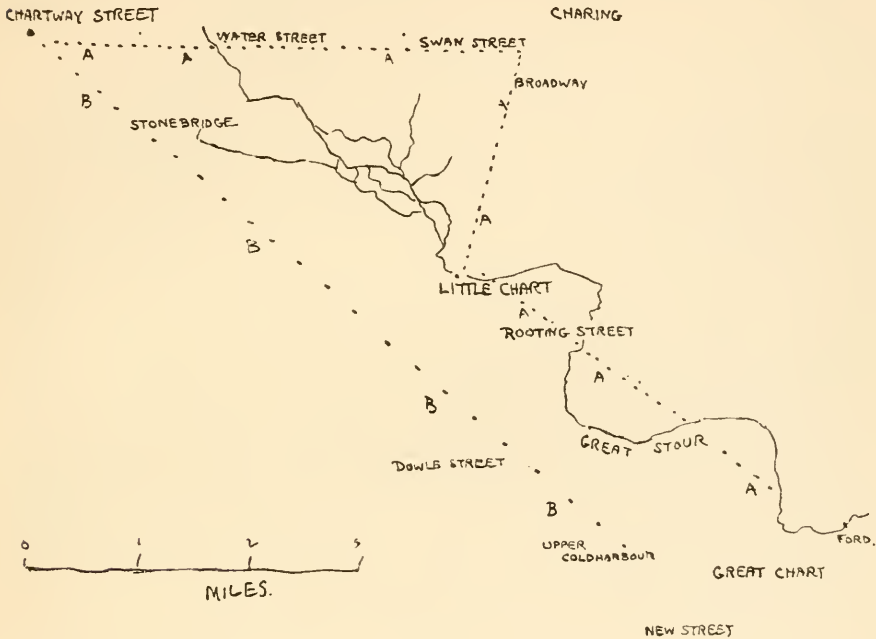 CHARTWAY STREET
CHARING
WATER STREET
SWAN STREET
A
A
A
BROADWAY
A
B
STONEBRIDGE
A
B
LITTLE CHART
A
ROOTING STREET
A
B
GREAT STOUR
DOWLE STREET
A
B
FORD.
UPPER
COLDHARBOUR
GREAT CHART
0 1 2 3
MILES.
NEW STREET